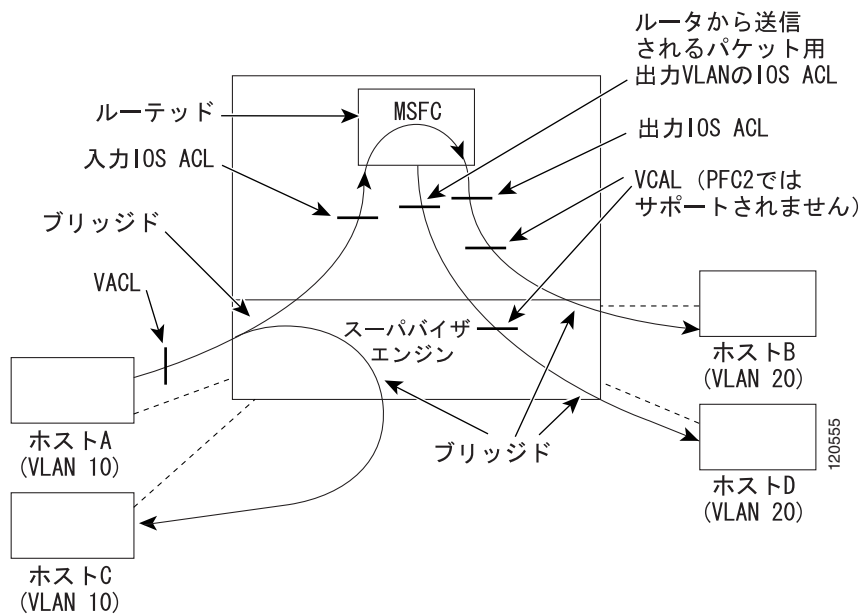 ルータから送信
されるパケット用
出力VLANのIOS ACL
ルーテッド
MSFC
出力IOS ACL
入力IOS ACL
VCAL (PFC2では
サポートされません)
ブリッジド
VACL
スーパバイザ
エンジン
ホストB
(VLAN 20)
ホストA
(VLAN 10)
ブリッジド
ホストD
(VLAN 20)
120555
ホストC
(VLAN 10)